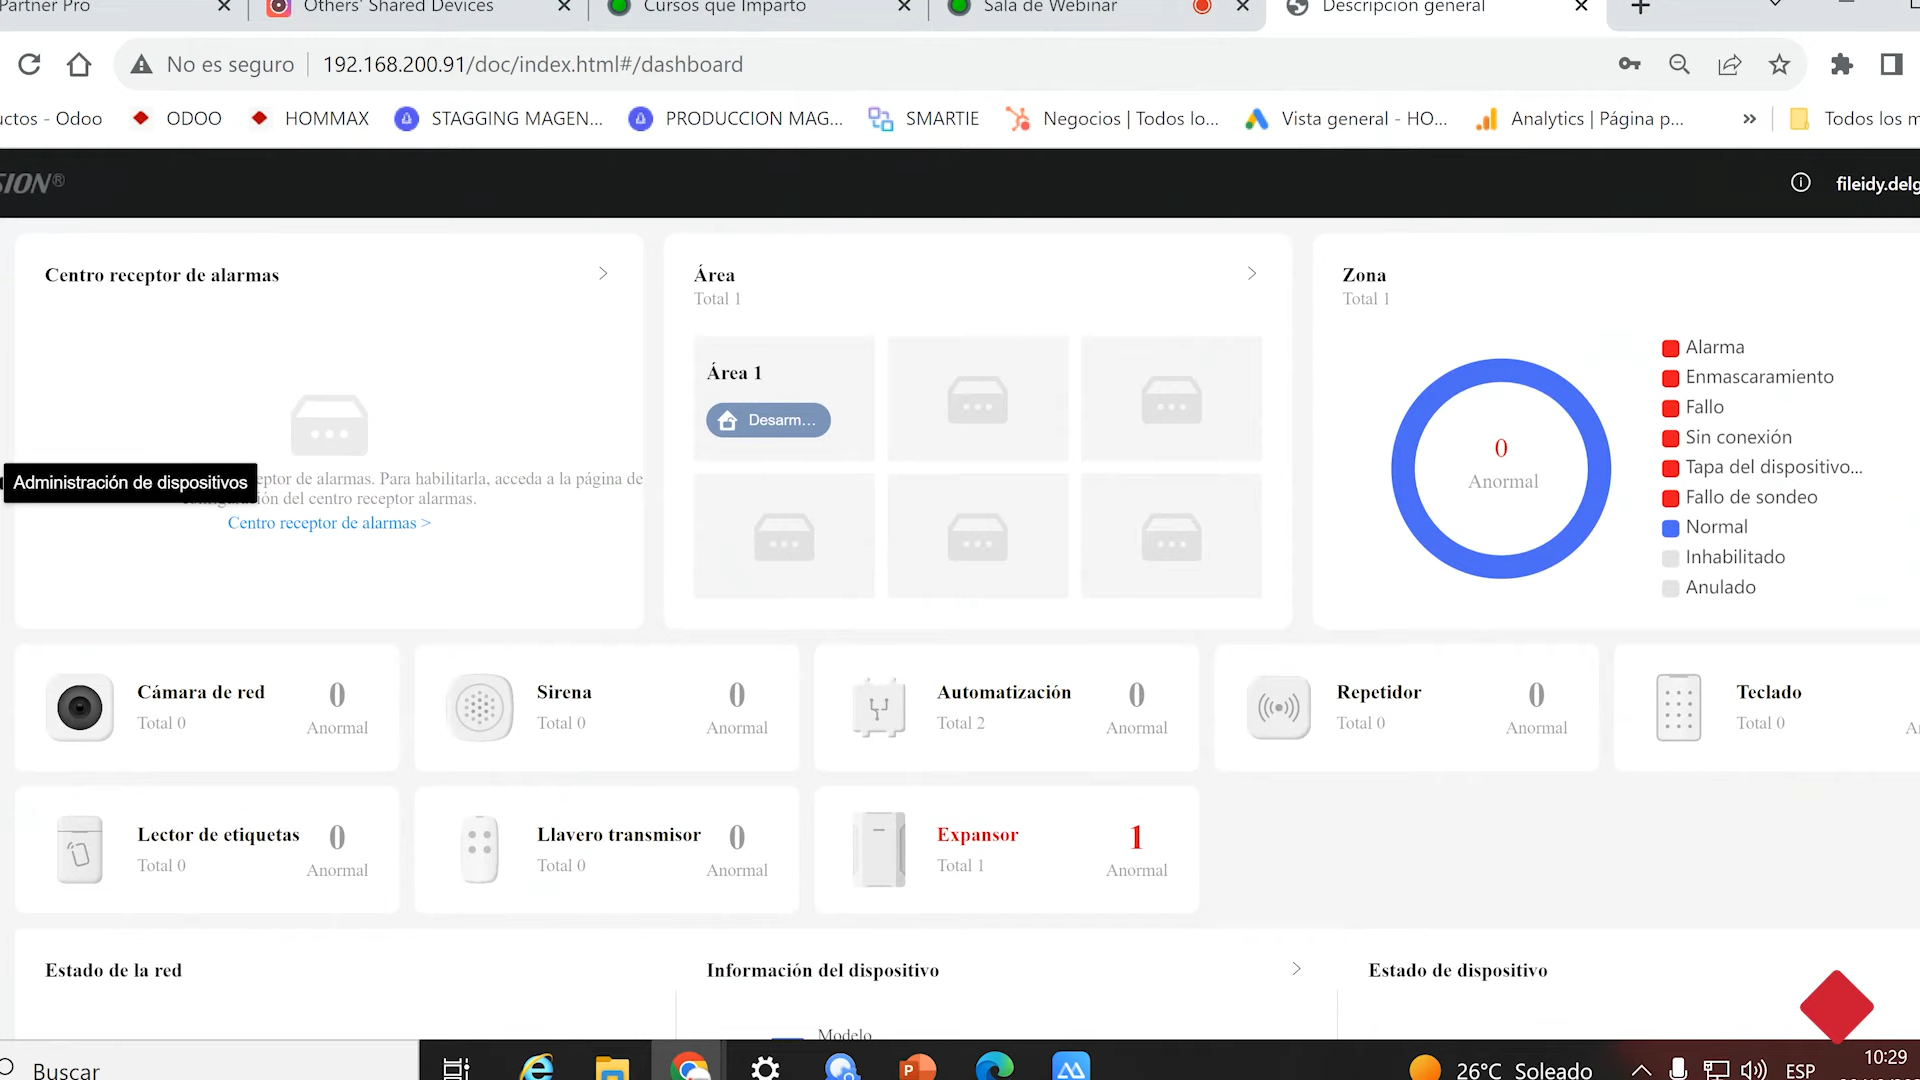 Partner Pro
Others' Shared Devices
Cursos que Imparto
Sala de Webinar
Descripción general
No es seguro
192.168.200.91/doc/index.html#/dashboard
uctos - Odoo
ODOO
HOMMAX
STAGGING MAGEN...
PRODUCCION MAG...
SMARTIE
Negocios | Todos lo...
Vista general - HO...
Analytics | Página p...
»
Todos los m
SION®
fileidy.delg
Centro receptor de alarmas
eptor de alarmas. Para habilitarla, acceda a la página de
del centro receptor alarmas.
Centro receptor de alarmas >
Administración de dispositivos
Área
Total 1
Área 1
Desarm...
Zona
Total 1
0
Anormal
Alarma
Enmascaramiento
Fallo
Sin conexión
Tapa del dispositivo...
Fallo de sondeo
Normal
Inhabilitado
Anulado
Cámara de red
Total 0
0
Anormal
Sirena
Total 0
0
Anormal
Automatización
Total 2
0
Anormal
Repetidor
Total 0
0
Anormal
Teclado
Total 0
Lector de etiquetas
Total 0
0
Anormal
Llavero transmisor
Total 0
0
Anormal
Expansor
Total 1
1
Anormal
Estado de la red
Información del dispositivo
Modelo
Estado de dispositivo
Buscar
26°C Soleado
ESP
10:29